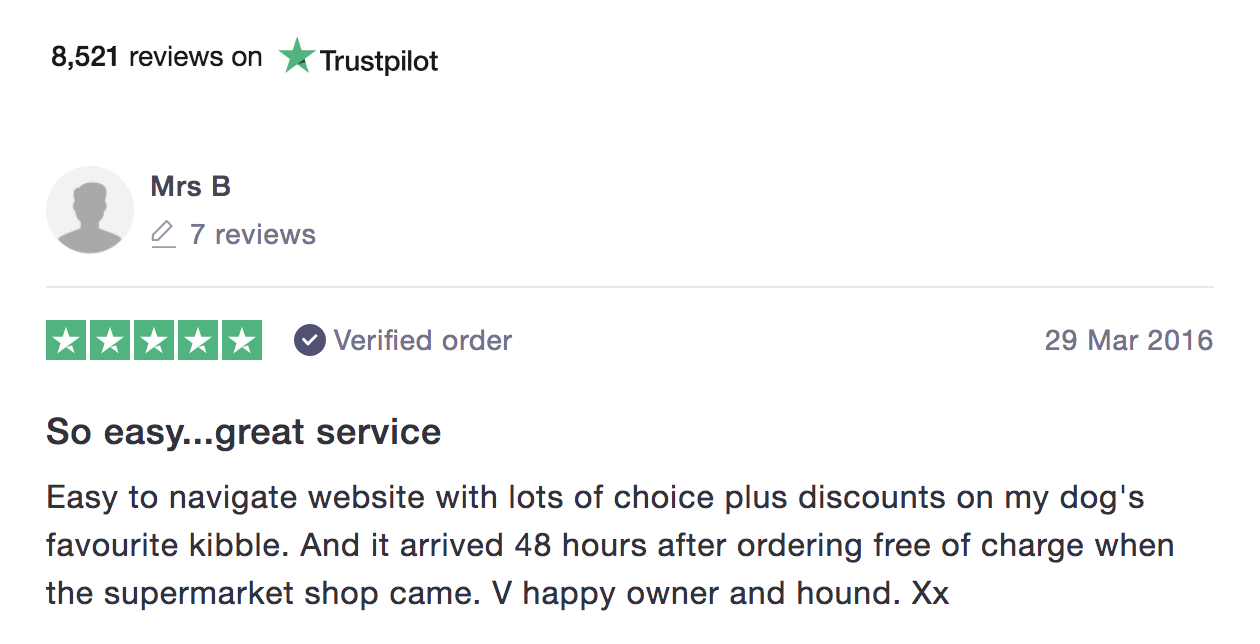 8,521 reviews on Trustpilot
Mrs B
7 reviews
Verified order 29 Mar 2016
So easy...great service
Easy to navigate website with lots of choice plus discounts on my dog's
favourite kibble. And it arrived 48 hours after ordering free of charge when
the supermarket shop came. V happy owner and hound. Xx